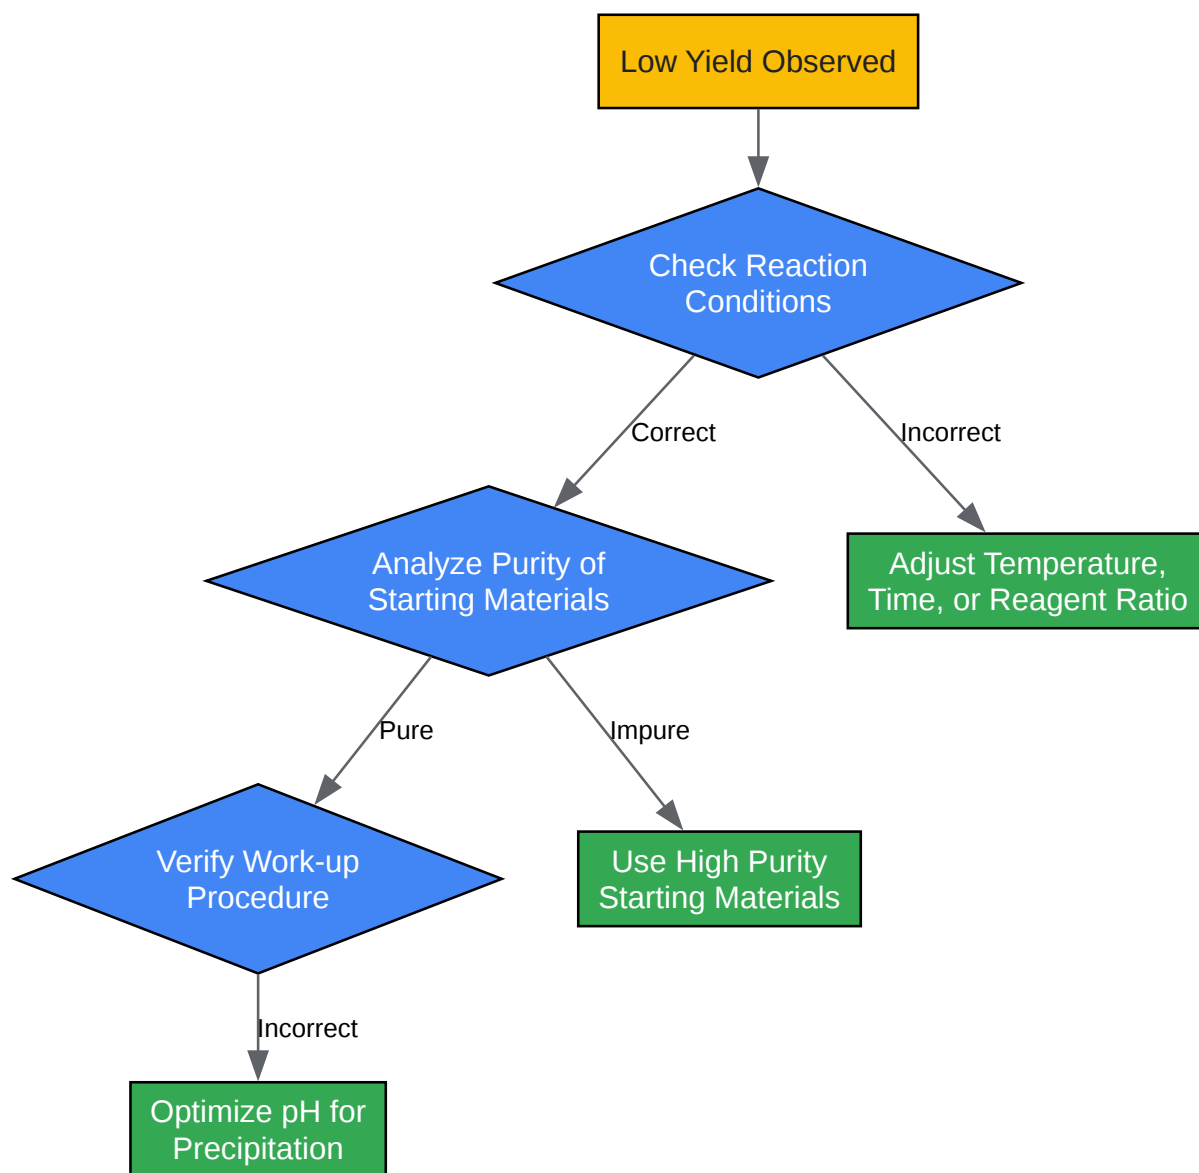 Low Yield Observed
Check Reaction
Conditions
Correct
Incorrect
Analyze Purity of
Starting Materials
Adjust Temperature,
Time, or Reagent Ratio
Pure
Impure
Verify Work-up
Procedure
Use High Purity
Starting Materials
Incorrect
Optimize pH for
Precipitation